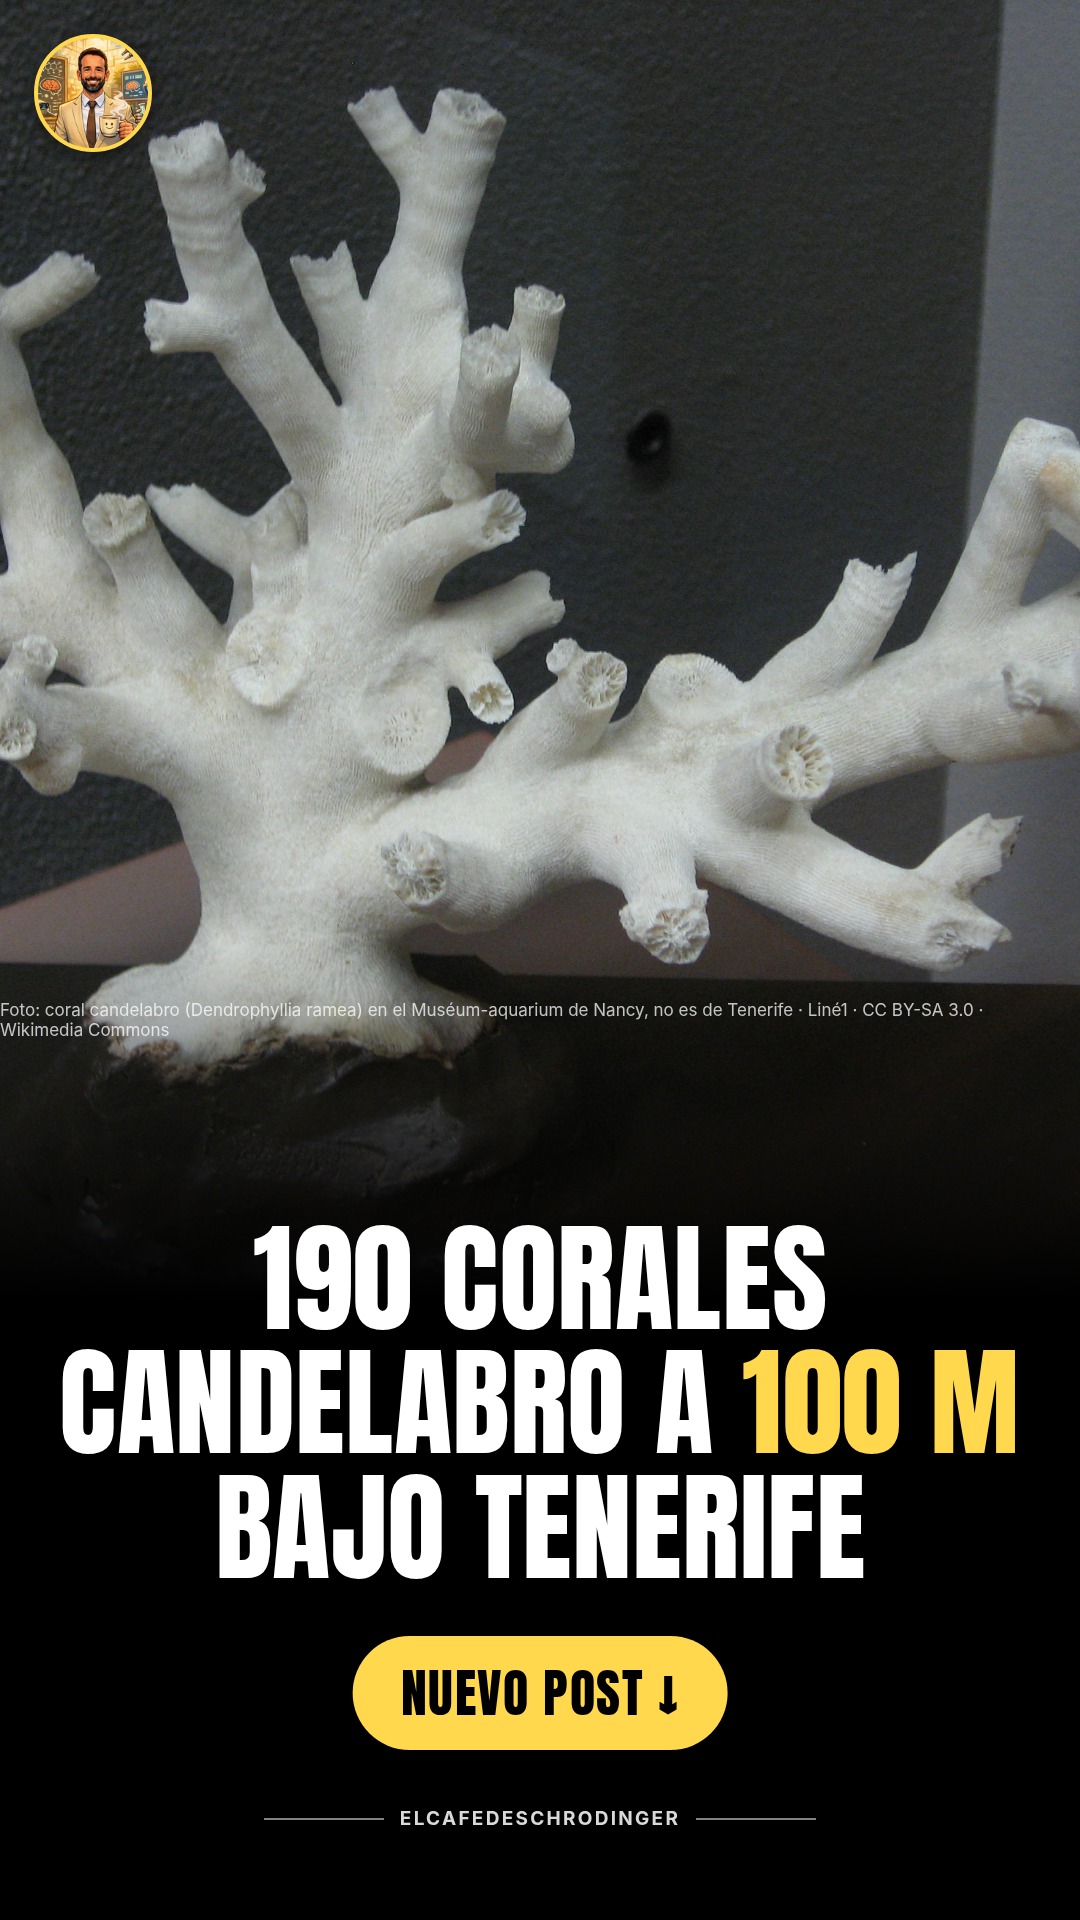 Foto: coral candelabro (Dendrophyllia ramea) en el Muséum-aquarium de Nancy, no es de Tenerife · Liné1 · CC BY-SA 3.0 ·
Wikimedia Commons
190 CORALES
CANDELABRO A 100 M
BAJO TENERIFE
NUEVO POST ↓
ELCAFEDESCHRODINGER